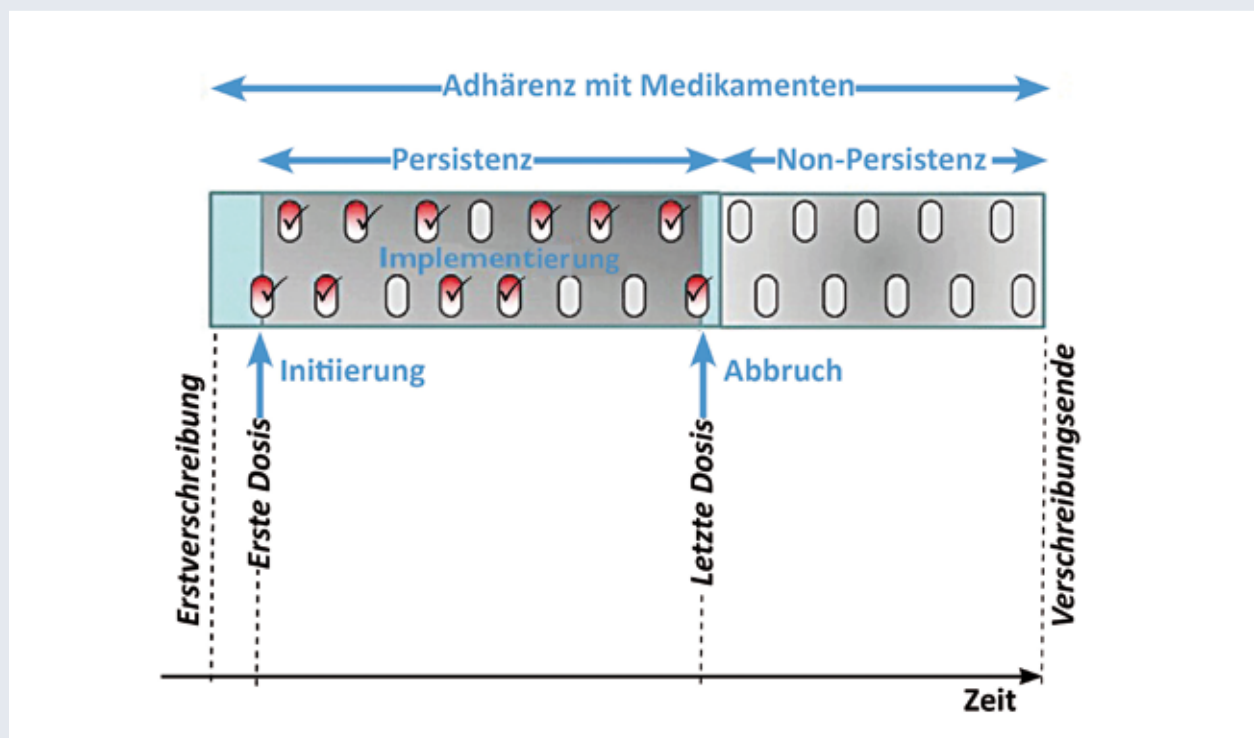 Adhärenz mit Medikamenten
Persistenz
Non-Persistenz
Implementierung
Initiierung
Abbruch
Erstverschreibung
Erste Dosis
Letzte Dosis
Verschreibungsende
Zeit